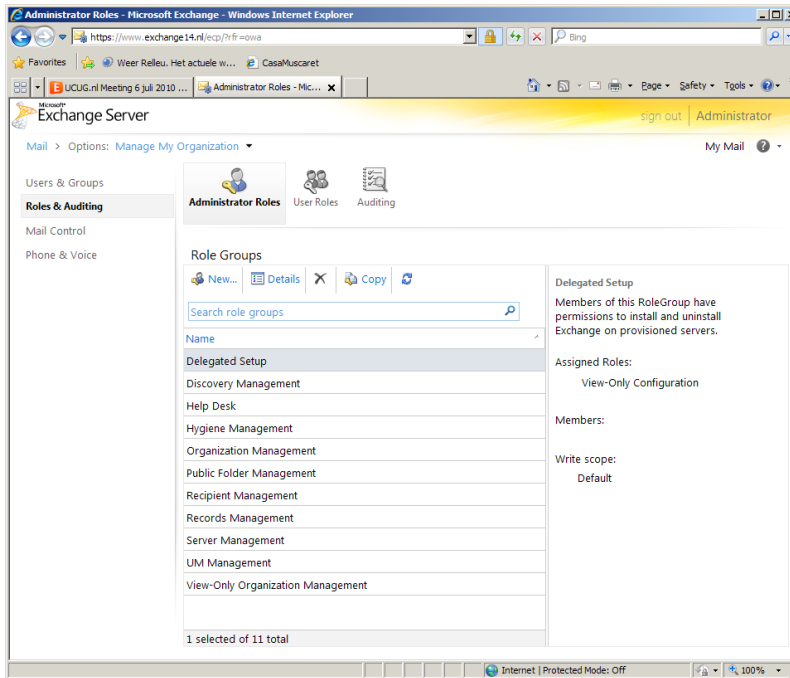 Administrator Roles - Microsoft Exchange - Windows Internet Explorer
https://www.exchange14.nl/ecp/?rfr=owa
Bing
Favorites
Weer Relleu. Het actuele w...
CasaMuscaret
UCUG.nl Meeting 6 juli 2010 ...
Administrator Roles - Mic...
Page
Safety
Tools
Microsoft
Exchange Server
sign out
Administrator
Mail > Options: Manage My Organization
My Mail
Users & Groups
Roles & Auditing
Mail Control
Phone & Voice
Administrator Roles
User Roles
Auditing
Role Groups
New...
Details
Copy
Search role groups
Name
Delegated Setup
Discovery Management
Help Desk
Hygiene Management
Organization Management
Public Folder Management
Recipient Management
Records Management
Server Management
UM Management
View-Only Organization Management
1 selected of 11 total
Delegated Setup
Members of this RoleGroup have
permissions to install and uninstall
Exchange on provisioned servers.
Assigned Roles:
View-Only Configuration
Members:
Write scope:
Default
Internet | Protected Mode: Off
100%